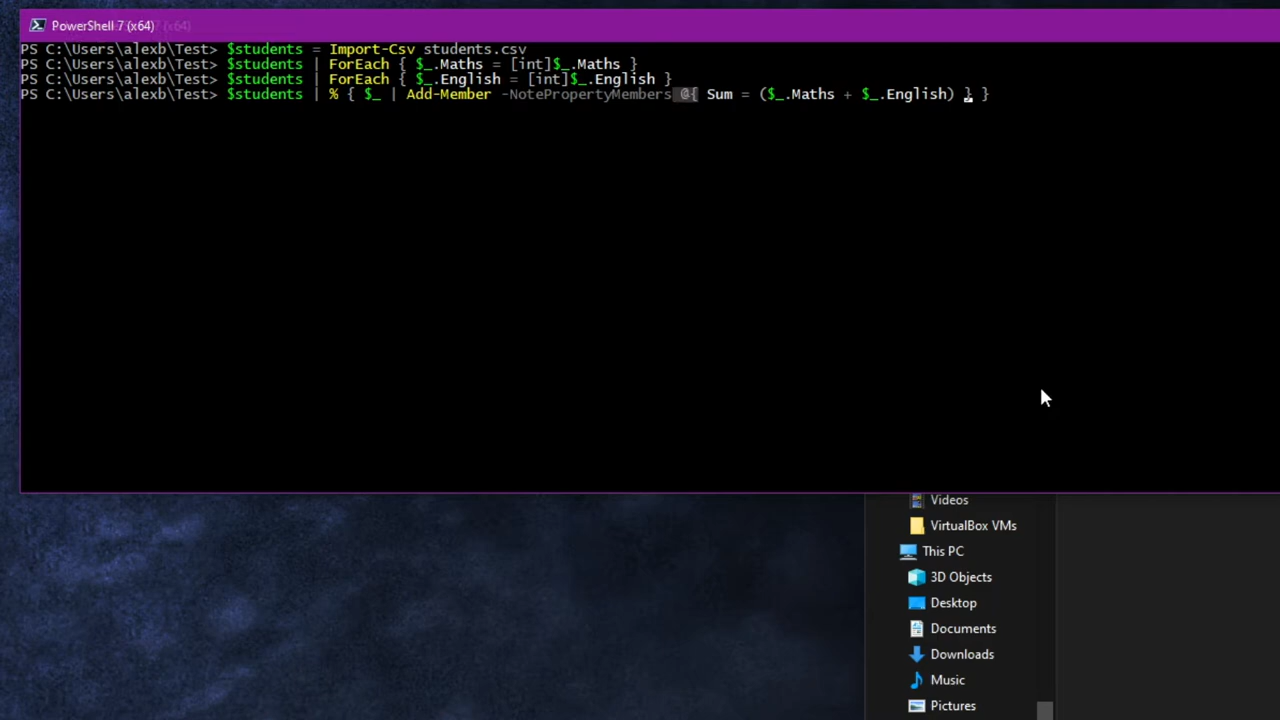 PowerShell 7 (x64)
PS C:\Users\alexb\Test> $students = Import-Csv students.csv
PS C:\Users\alexb\Test> $students | ForEach { $_.Maths = [int]$_.Maths }
PS C:\Users\alexb\Test> $students | ForEach { $_.English = [int]$_.English }
PS C:\Users\alexb\Test> $students | % { $_ | Add-Member -NotePropertyMembers @{ Sum = ($_.Maths + $_.English) } }
Videos
VirtualBox VMs
This PC
3D Objects
Desktop
Documents
Downloads
Music
Pictures